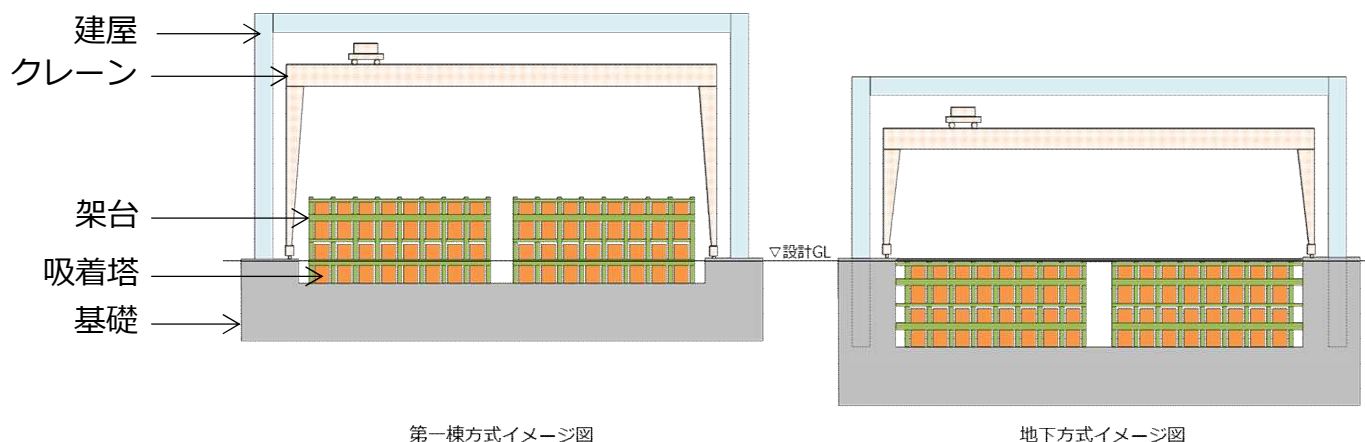 建屋
クレーン
架台
吸着塔
基礎
▽設計GL
第一棟方式イメージ図
地下方式イメージ図